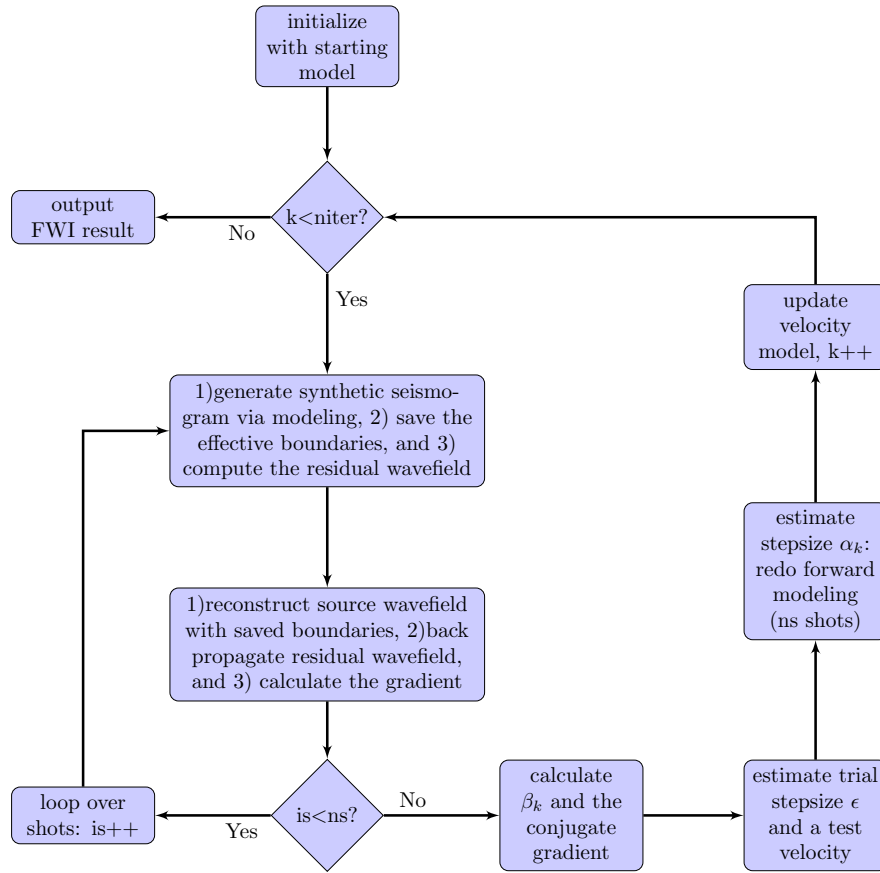 initialize
with starting
model
k<niter?
No
Yes
output
FWI result
update
velocity
model, k++
1)generate synthetic seismo-
gram via modeling, 2) save the
effective boundaries, and 3)
compute the residual wavefield
estimate
stepsize αₖ:
redo forward
modeling
(ns shots)
1)reconstruct source wavefield
with saved boundaries, 2)back
propagate residual wavefield,
and 3) calculate the gradient
loop over
shots: is++
Yes
is<ns?
No
calculate
βₖ and the
conjugate
gradient
estimate trial
stepsize ϵ
and a test
velocity